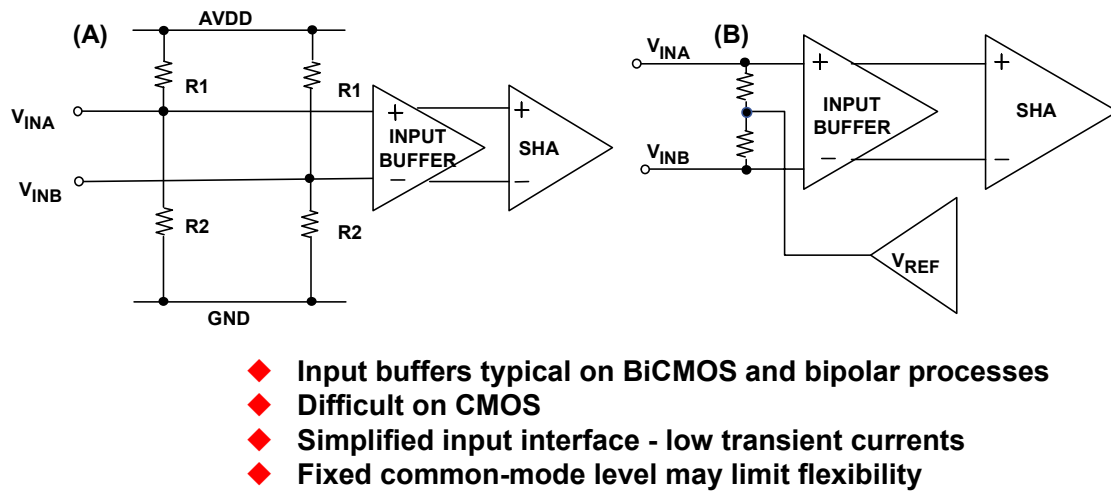 (A)
AVDD
R1
R1
VINA
VINB
+
−
INPUT
BUFFER
+
−
SHA
R2
R2
GND
(B)
VINA
VINB
+
−
INPUT
BUFFER
+
−
SHA
VREF
Input buffers typical on BiCMOS and bipolar processes
Difficult on CMOS
Simplified input interface - low transient currents
Fixed common-mode level may limit flexibility